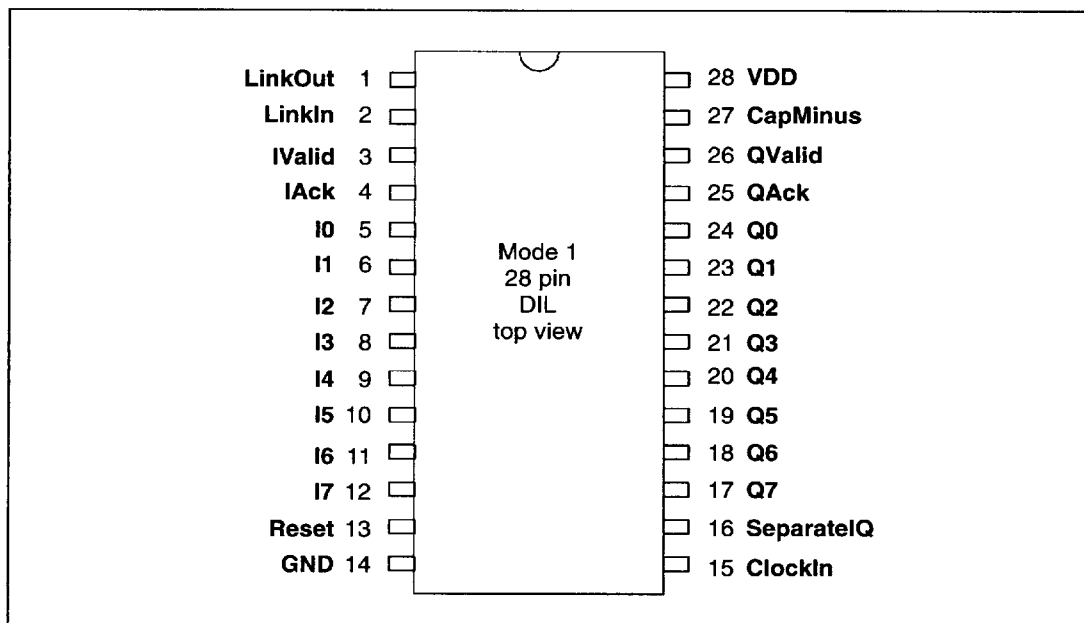 LinkOut 1
LinkIn 2
IValid 3
IAck 4
I0 5
I1 6
I2 7
I3 8
I4 9
I5 10
I6 11
I7 12
Reset 13
GND 14
Mode 1
28 pin
DIL
top view
28 VDD
27 CapMinus
26 QValid
25 QAck
24 Q0
23 Q1
22 Q2
21 Q3
20 Q4
19 Q5
18 Q6
17 Q7
16 SeparateIQ
15 ClockIn